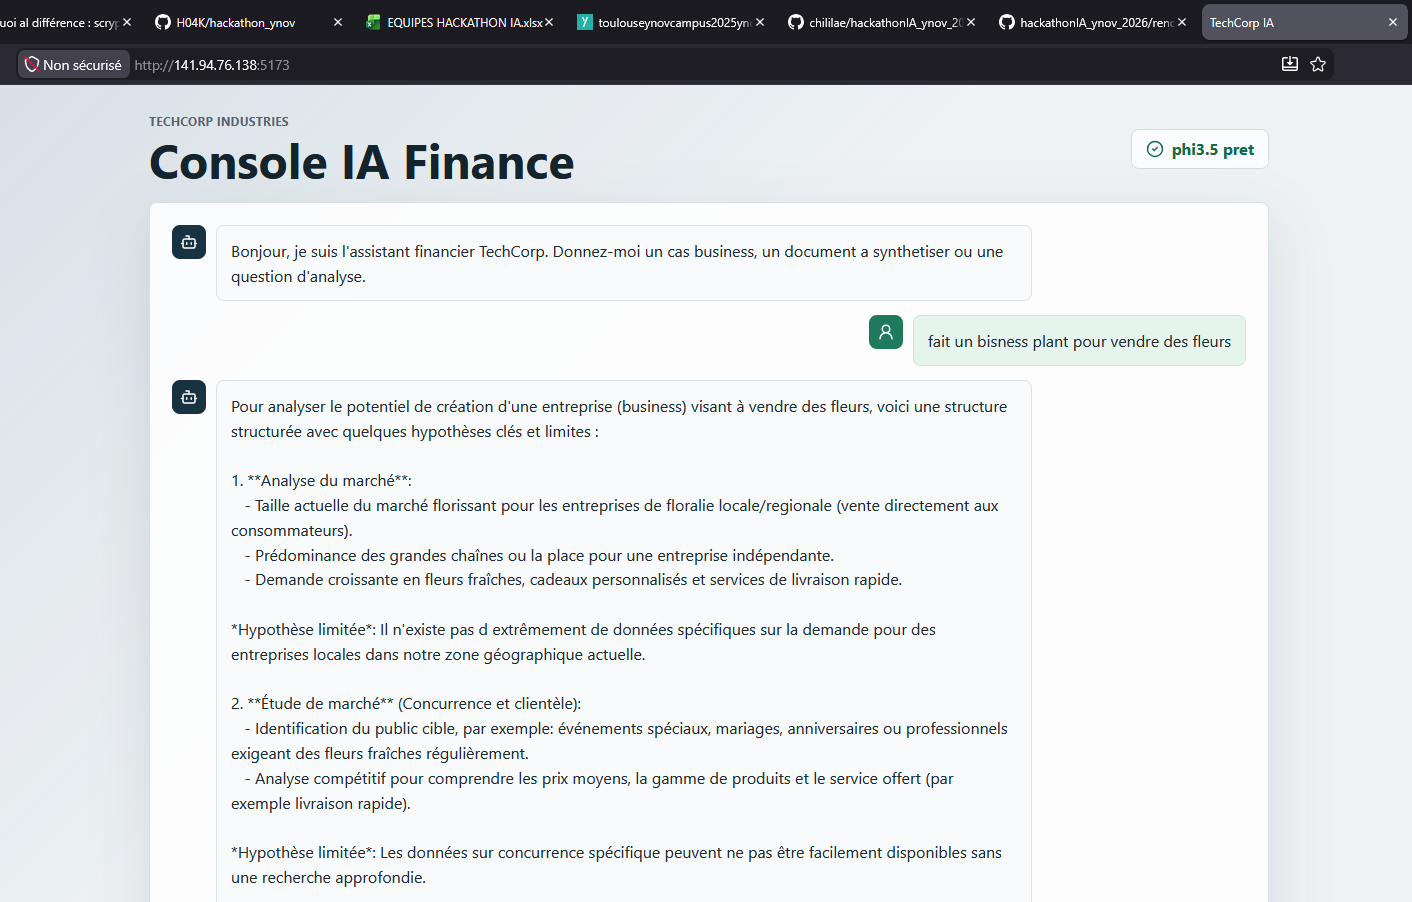 uoi al différence : scryp
H04K/hackathon_ynov
EQUIPES HACKATHON IA.xlsx
toulouseynovcampus2025yn
chililae/hackathonIA_ynov_20
hackathonIA_ynov_2026/renc
TechCorp IA
Non sécurisé
http://141.94.76.138:5173
TECHCORP INDUSTRIES
Console IA Finance
phi3.5 pret
Bonjour, je suis l'assistant financier TechCorp. Donnez-moi un cas business, un document a synthetiser ou une
question d'analyse.
fait un bisness plant pour vendre des fleurs
Pour analyser le potentiel de création d'une entreprise (business) visant à vendre des fleurs, voici une structure
structurée avec quelques hypothèses clés et limites :
1. **Analyse du marché**:
- Taille actuelle du marché florissant pour les entreprises de floralie locale/regionale (vente directement aux
consommateurs).
- Prédominance des grandes chaînes ou la place pour une entreprise indépendante.
- Demande croissante en fleurs fraîches, cadeaux personnalisés et services de livraison rapide.
*Hypothèse limitée*: Il n'existe pas d extrêmement de données spécifiques sur la demande pour des
entreprises locales dans notre zone géographique actuelle.
2. **Étude de marché** (Concurrence et clientèle):
- Identification du public cible, par exemple: événements spéciaux, mariages, anniversaires ou professionnels
exigeant des fleurs fraîches régulièrement.
- Analyse compétitif pour comprendre les prix moyens, la gamme de produits et le service offert (par
exemple livraison rapide).
*Hypothèse limitée*: Les données sur concurrence spécifique peuvent ne pas être facilement disponibles sans
une recherche approfondie.